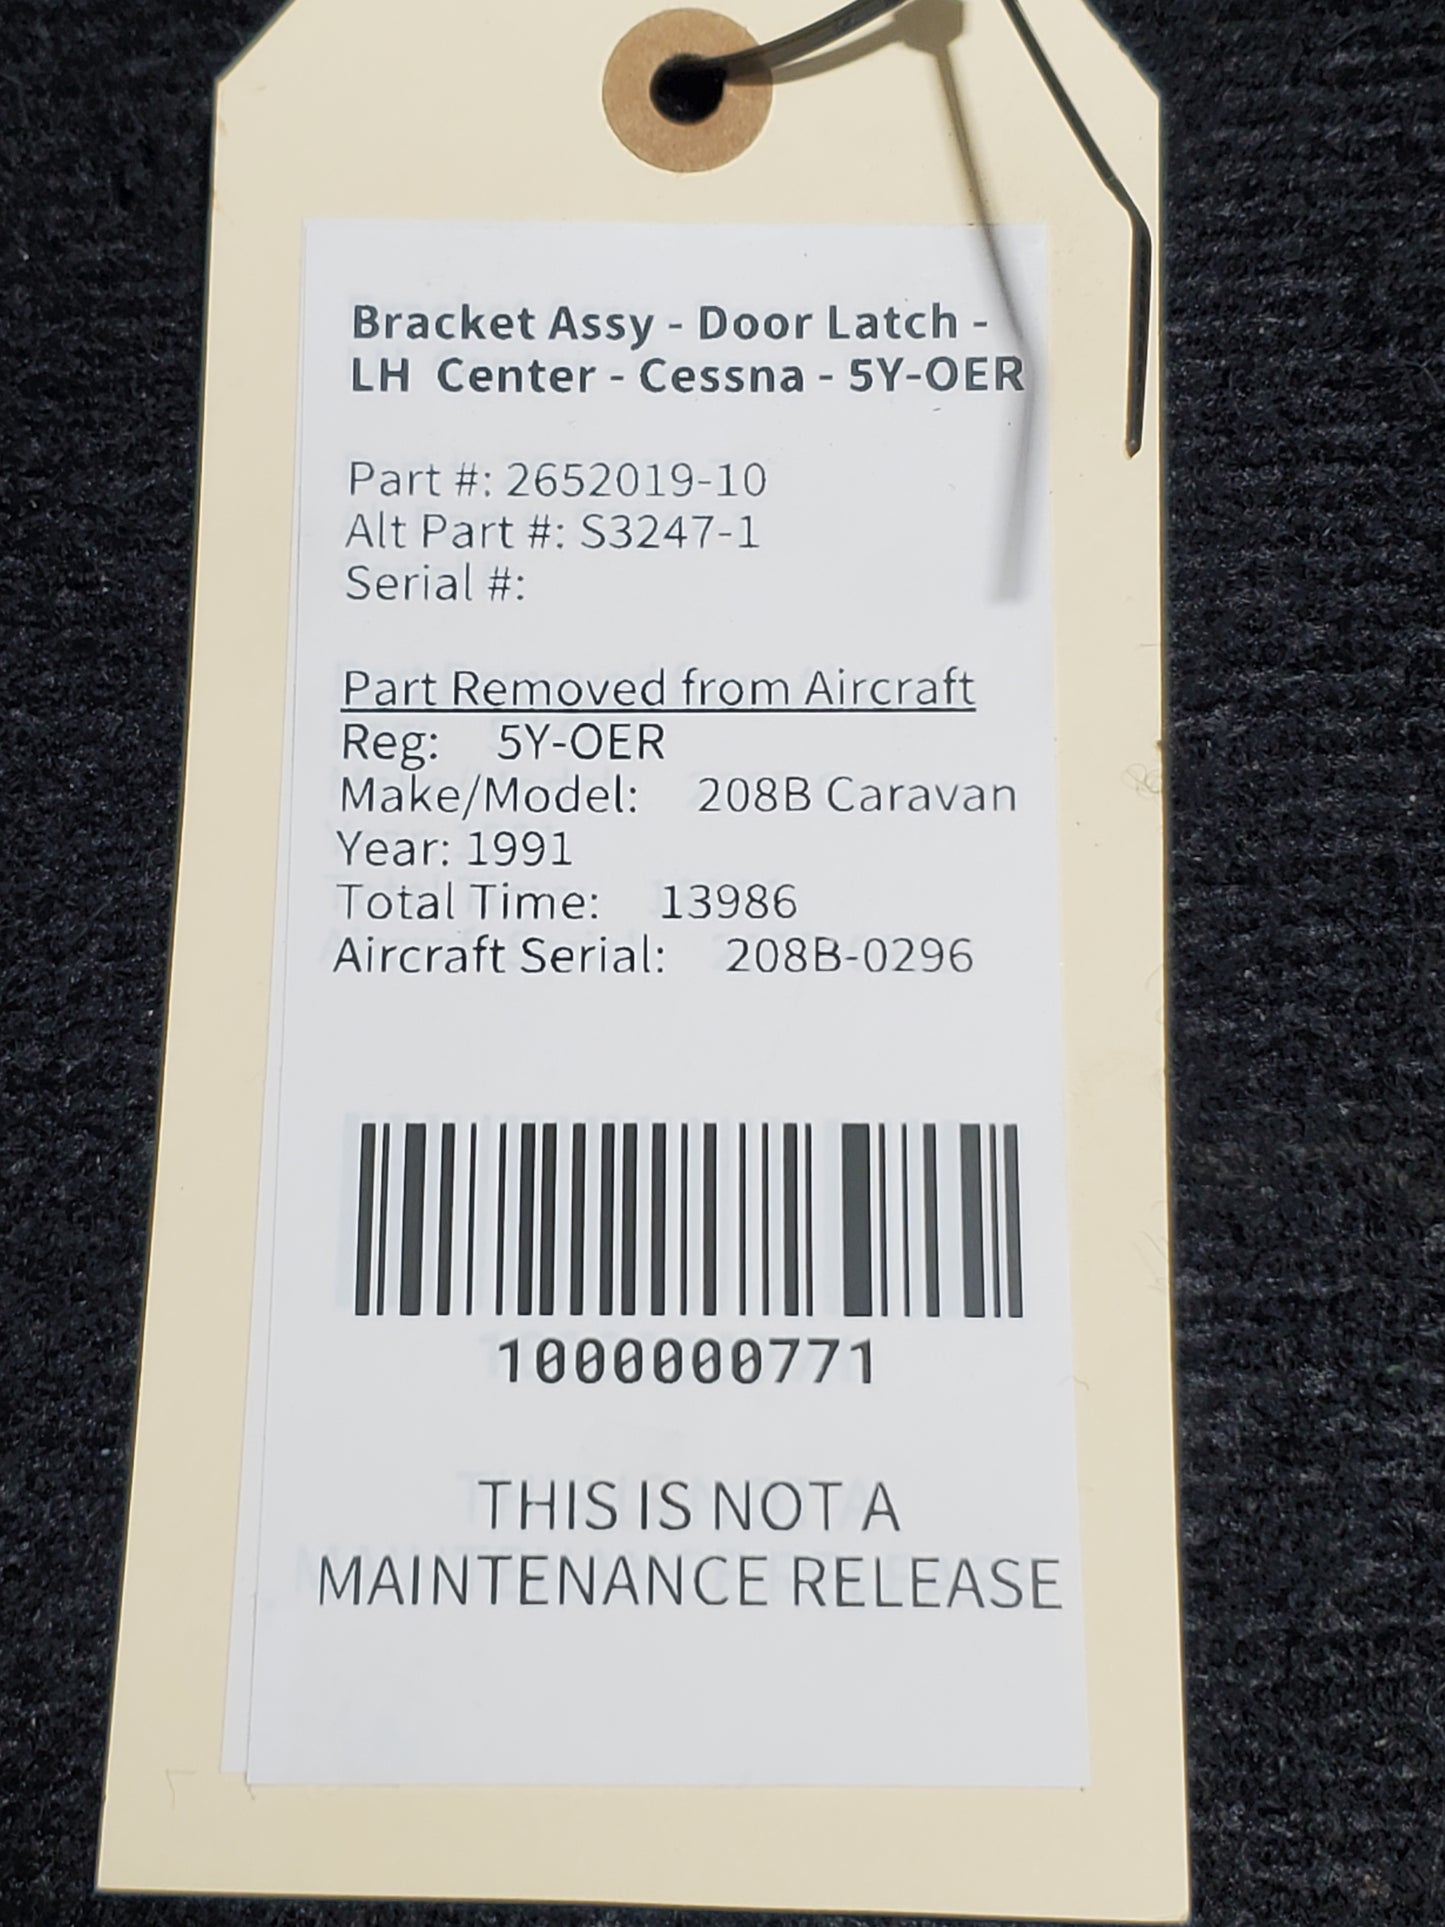 Bracket Assy - Door Latch -
LH Center - Cessna - 5Y-OER
Part #: 2652019-10
Alt Part #: S3247-1
Serial #:
Part Removed from Aircraft
Reg: 5Y-OER
Make/Model: 208B Caravan
Year: 1991
Total Time: 13986
Aircraft Serial: 208B-0296
1000000771
THIS IS NOT A
MAINTENANCE RELEASE